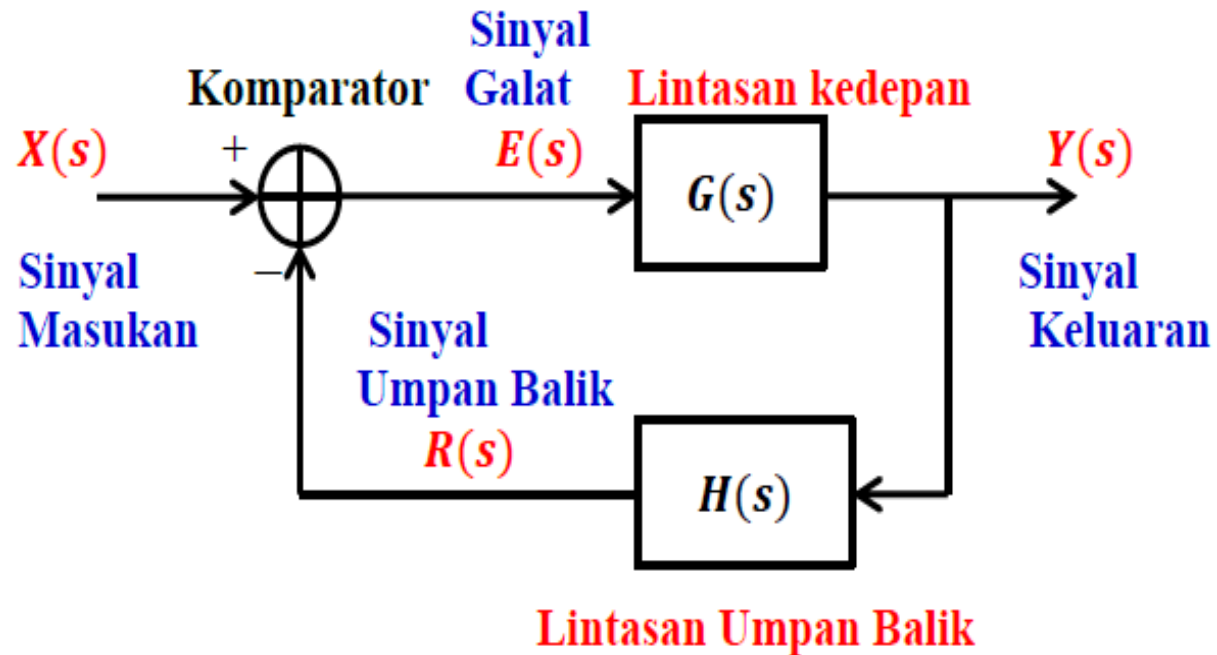 Sinyal
Komparator Galat Lintasan kedepan
X(s) + E(s) G(s) Y(s)
−
Sinyal Masukan
Sinyal Umpan Balik
R(s)
H(s)
Sinyal Keluaran
Lintasan Umpan Balik